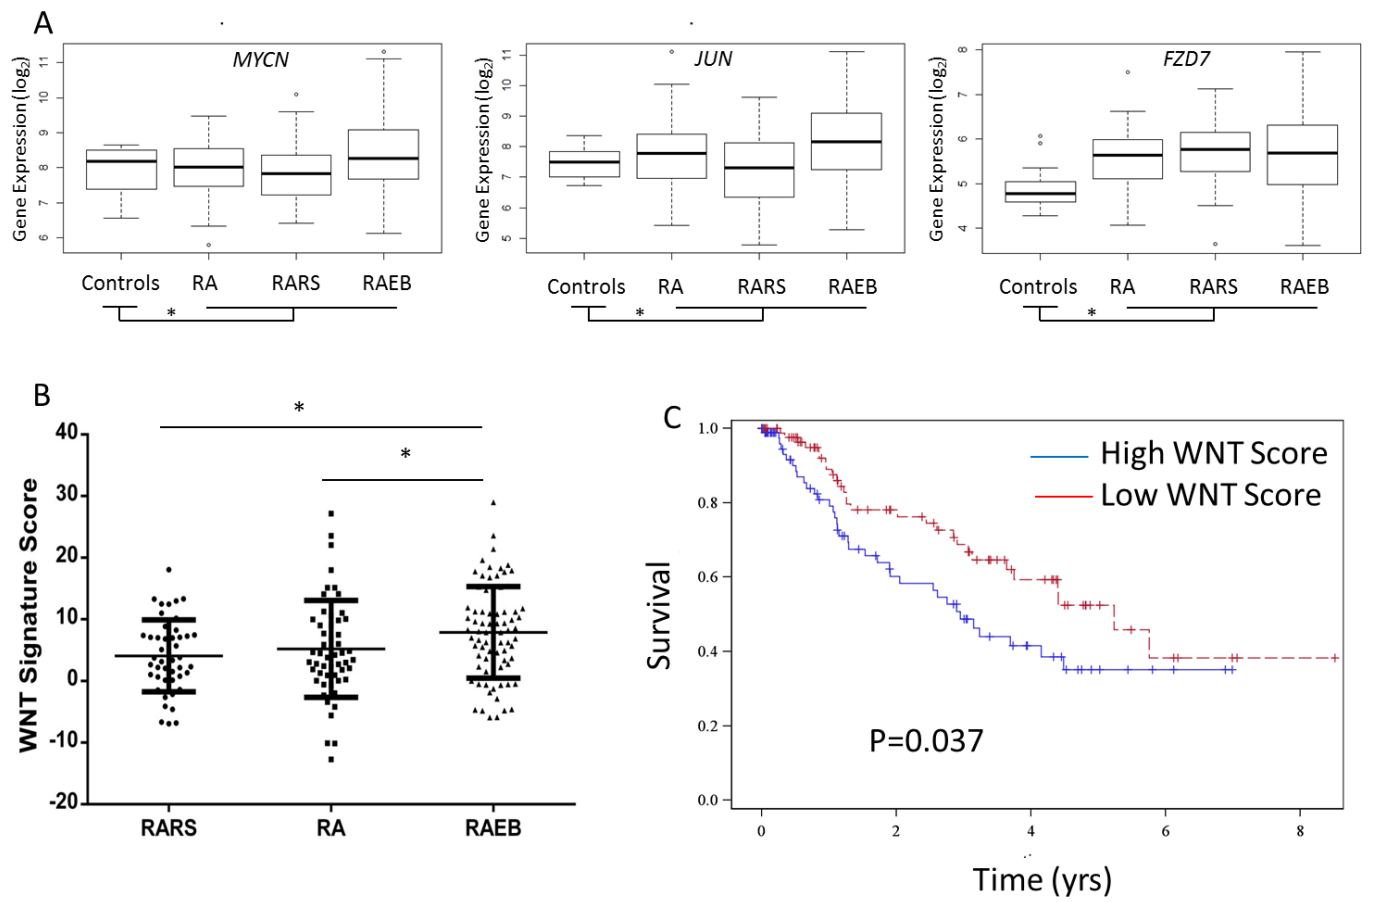 A
MYCN
Gene Expression (log2)
11
10
9
8
7
6
Controls RA RARS RAEB
*
JUN
Gene Expression (log2)
11
10
9
8
7
6
5
Controls RA RARS RAEB
*
FZD7
Gene Expression (log2)
8
7
6
5
4
Controls RA RARS RAEB
*
B
*
*
WNT Signature Score
40
30
20
10
0
-10
-20
RARS RA RAEB
C
High WNT Score
Low WNT Score
Survival
1.0
0.8
0.6
0.4
0.2
0.0
P=0.037
0 2 4 6 8
Time (yrs)